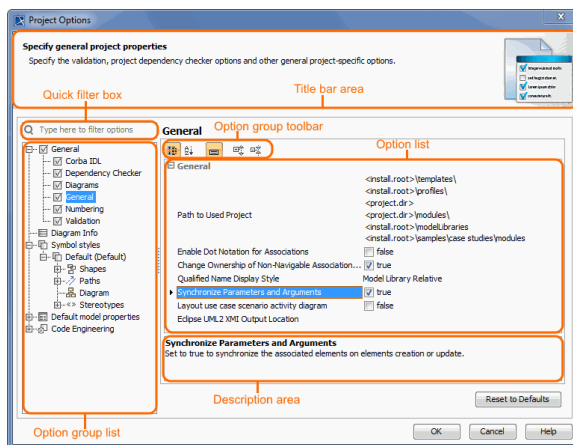 Project Options
Specify general project properties
Specify the validation, project dependency checker options and other general project-specific options.
Quick filter box
Title bar area
Type here to filter options
General
Option group toolbar
Option list
General
Corba IDL
Dependency Checker
Diagrams
General
Numbering
Validation
Diagram Info
Symbol styles
Default (Default)
Shapes
Paths
Diagram
Stereotypes
Default model properties
Code Engineering
General
Path to Used Project
<install.root>\templates\
<install.root>\profiles\
<project.dir>
<project.dir>\modules\
<install.root>\modelLibraries
<install.root>\samples\case studies\modules
Enable Dot Notation for Associations false
Change Ownership of Non-Navigable Association... true
Qualified Name Display Style Model Library Relative
Synchronize Parameters and Arguments true
Layout use case scenario activity diagram false
Eclipse UML2 XMI Output Location
Synchronize Parameters and Arguments
Set to true to synchronize the associated elements on elements creation or update.
Description area
Reset to Defaults
Option group list
OK Cancel Help